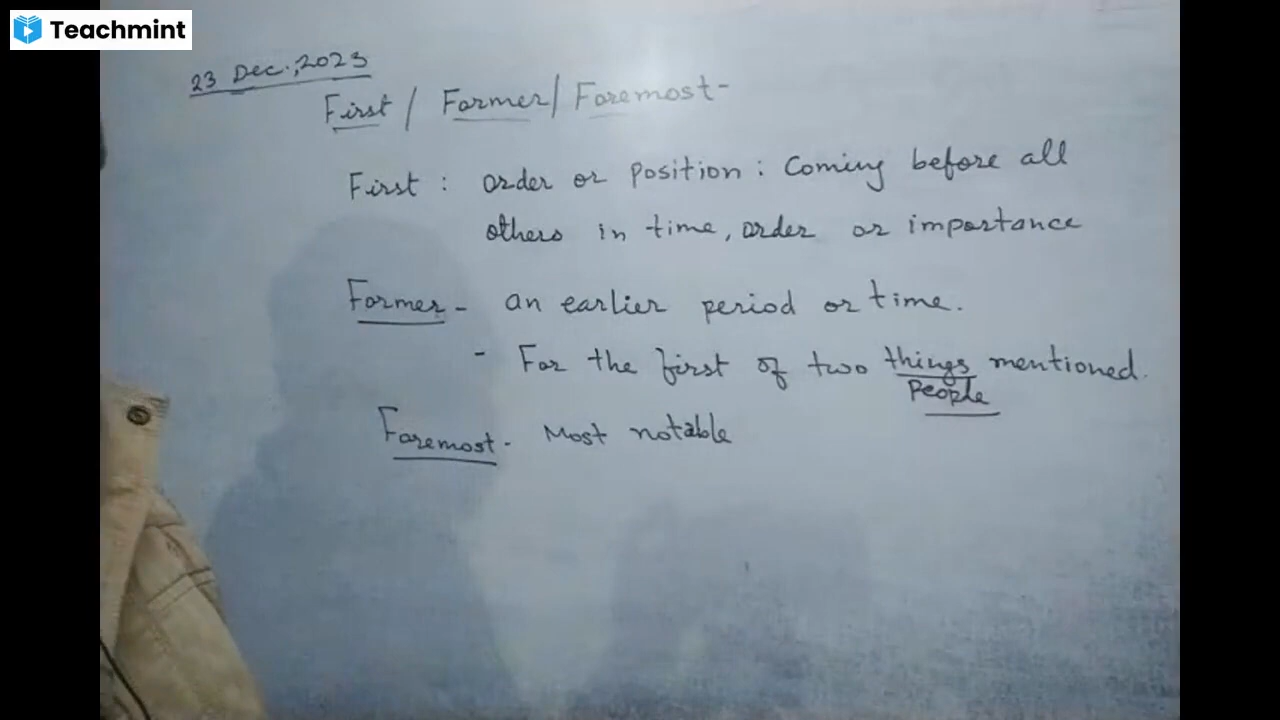 Teachmint
23 Dec., 2023
First / Former / Foremost-
First : order or position : Coming before all
others in time, order or importance
Former - an earlier period or time.
- For the first of two things mentioned.
People
Foremost - Most notable